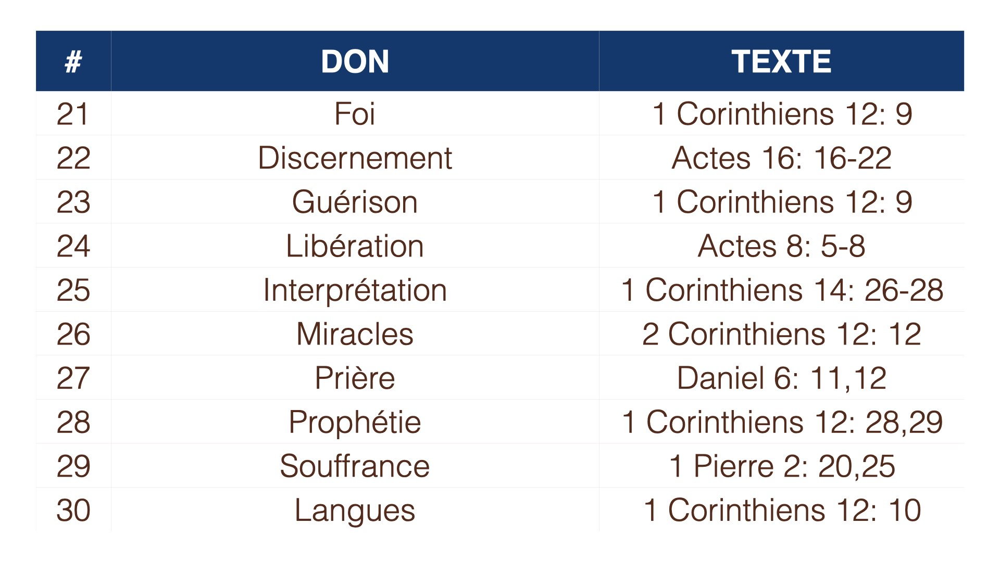 # DON TEXTE
21 Foi 1 Corinthiens 12: 9
22 Discernement Actes 16: 16-22
23 Guérison 1 Corinthiens 12: 9
24 Libération Actes 8: 5-8
25 Interprétation 1 Corinthiens 14: 26-28
26 Miracles 2 Corinthiens 12: 12
27 Prière Daniel 6: 11,12
28 Prophétie 1 Corinthiens 12: 28,29
29 Souffrance 1 Pierre 2: 20,25
30 Langues 1 Corinthiens 12: 10